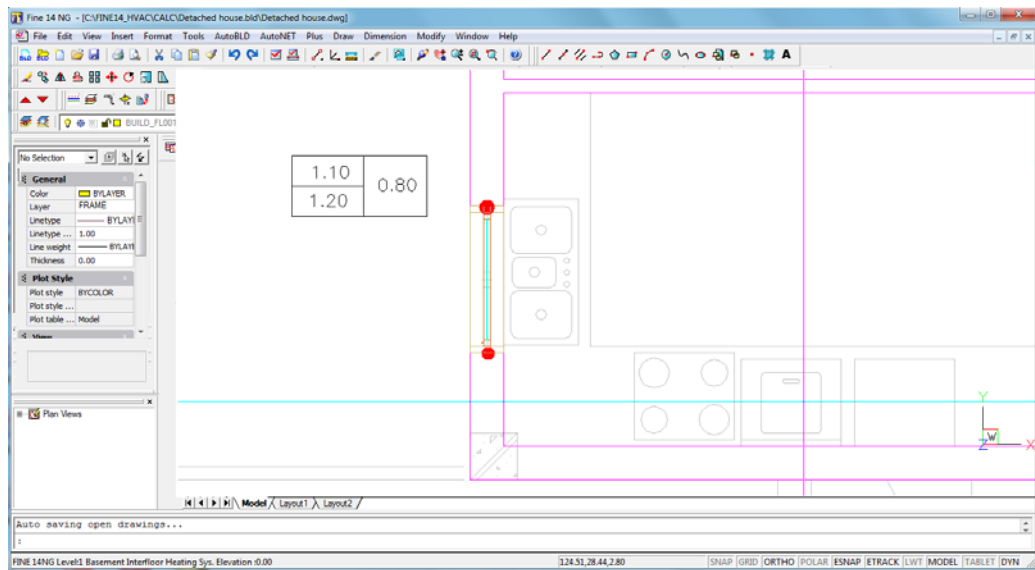 Fine 14 NG - [C:\FINE14_HVAC\CALC\Detached house.bld\Detached house.dwg]
File Edit View Insert Format Tools AutoBLD AutoNET Plus Draw Dimension Modify Window Help
BUILD_FL001
No Selection
General
Color BYLAYER
Layer FRAME
Linetype BYLAY
Linetype ... 1.00
Line weight BYLAY
Thickness 0.00
Plot Style
Plot style BYCOLOR
Plot style ...
Plot table ... Model
View
Plan Views
1.10
0.80
1.20
Y
W
Z X
Model Layout1 Layout2
Auto saving open drawings...
:
FINE 14NG Level:1 Basement Interfloor Heating Sys. Elevation :0.00 124.51,28.44,2.80 SNAP GRID ORTHO POLAR ESNAP ETRACK LWT MODEL TABLET DYN